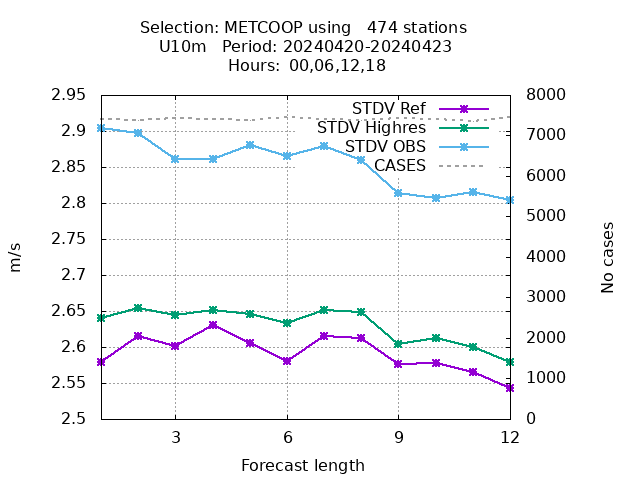 Selection: METCOOP using   474 stations
U10m   Period: 20240420-20240423
Hours:  00,06,12,18
STDV Ref
STDV Highres
STDV OBS
CASES
2.95
2.9
2.85
2.8
2.75
2.7
2.65
2.6
2.55
2.5
8000
7000
6000
5000
4000
3000
2000
1000
0
3 6 9 12
m/s
No cases
Forecast length